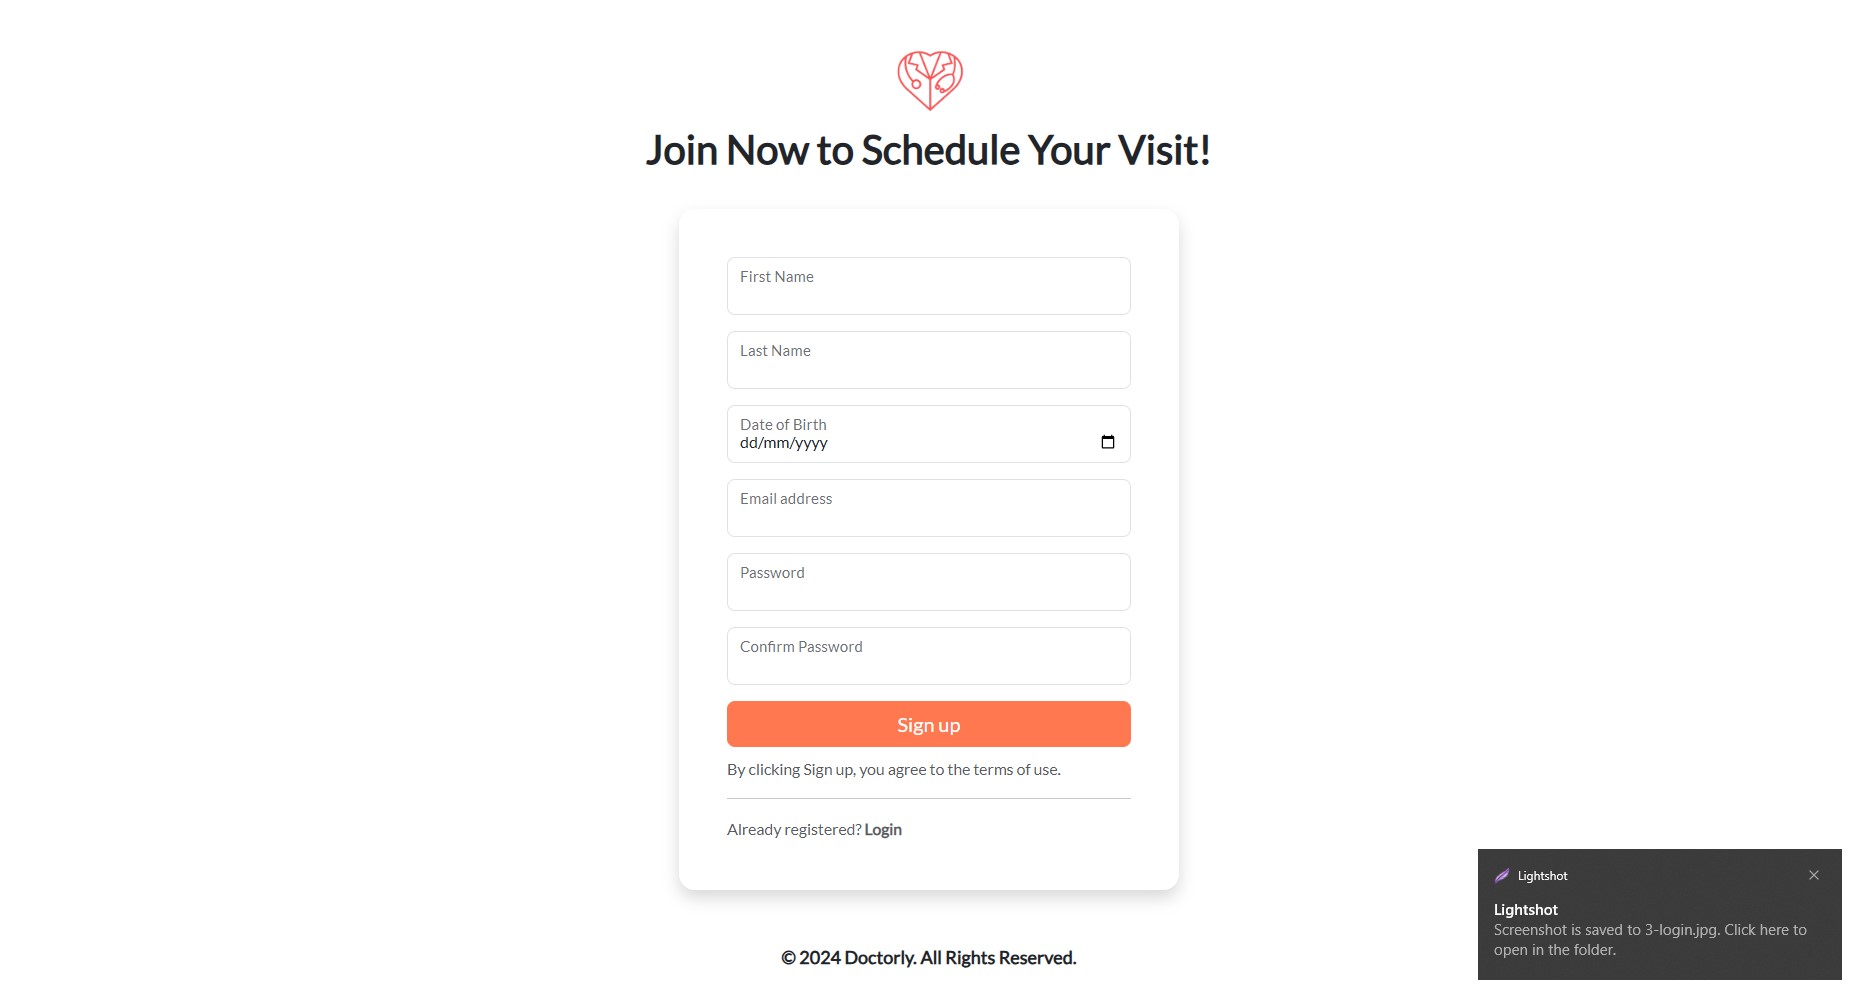 Join Now to Schedule Your Visit!
First Name
Last Name
Date of Birth
dd/mm/yyyy
Email address
Password
Confirm Password
Sign up
By clicking Sign up, you agree to the terms of use.
Already registered? Login
© 2024 Doctorly. All Rights Reserved.
Lightshot
Lightshot
Screenshot is saved to 3-login.jpg. Click here to
open in the folder.